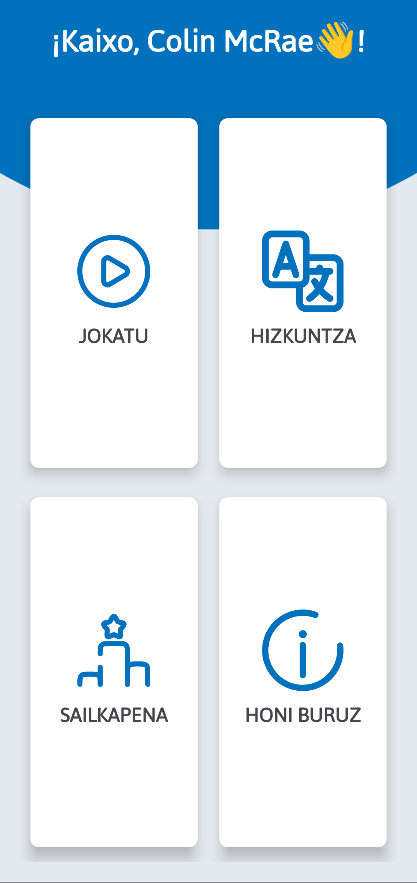 ¡Kaixo, Colin McRae👋!
JOKATU
HIZKUNTZA
SAILKAPENA
HONI BURUZ